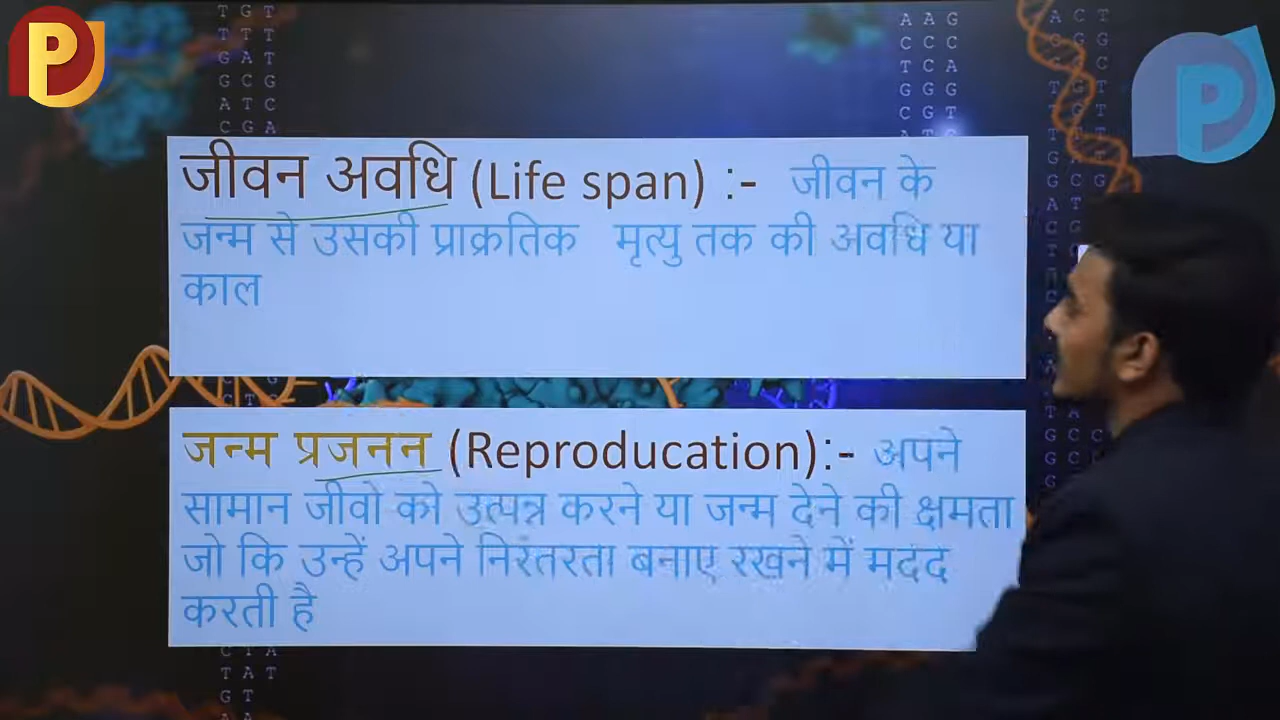 जीवन अवधि (Life span) :- जीवन के
जन्म से उसकी प्राक्रतिक मृत्यु तक की अवधि या
काल
जन्म प्रजनन (Reproducation):- अपने
सामान जीवो को उत्पन्न करने या जन्म देने की क्षमता
जो कि उन्हें अपने निरंतरता बनाए रखने में मदद
करती है